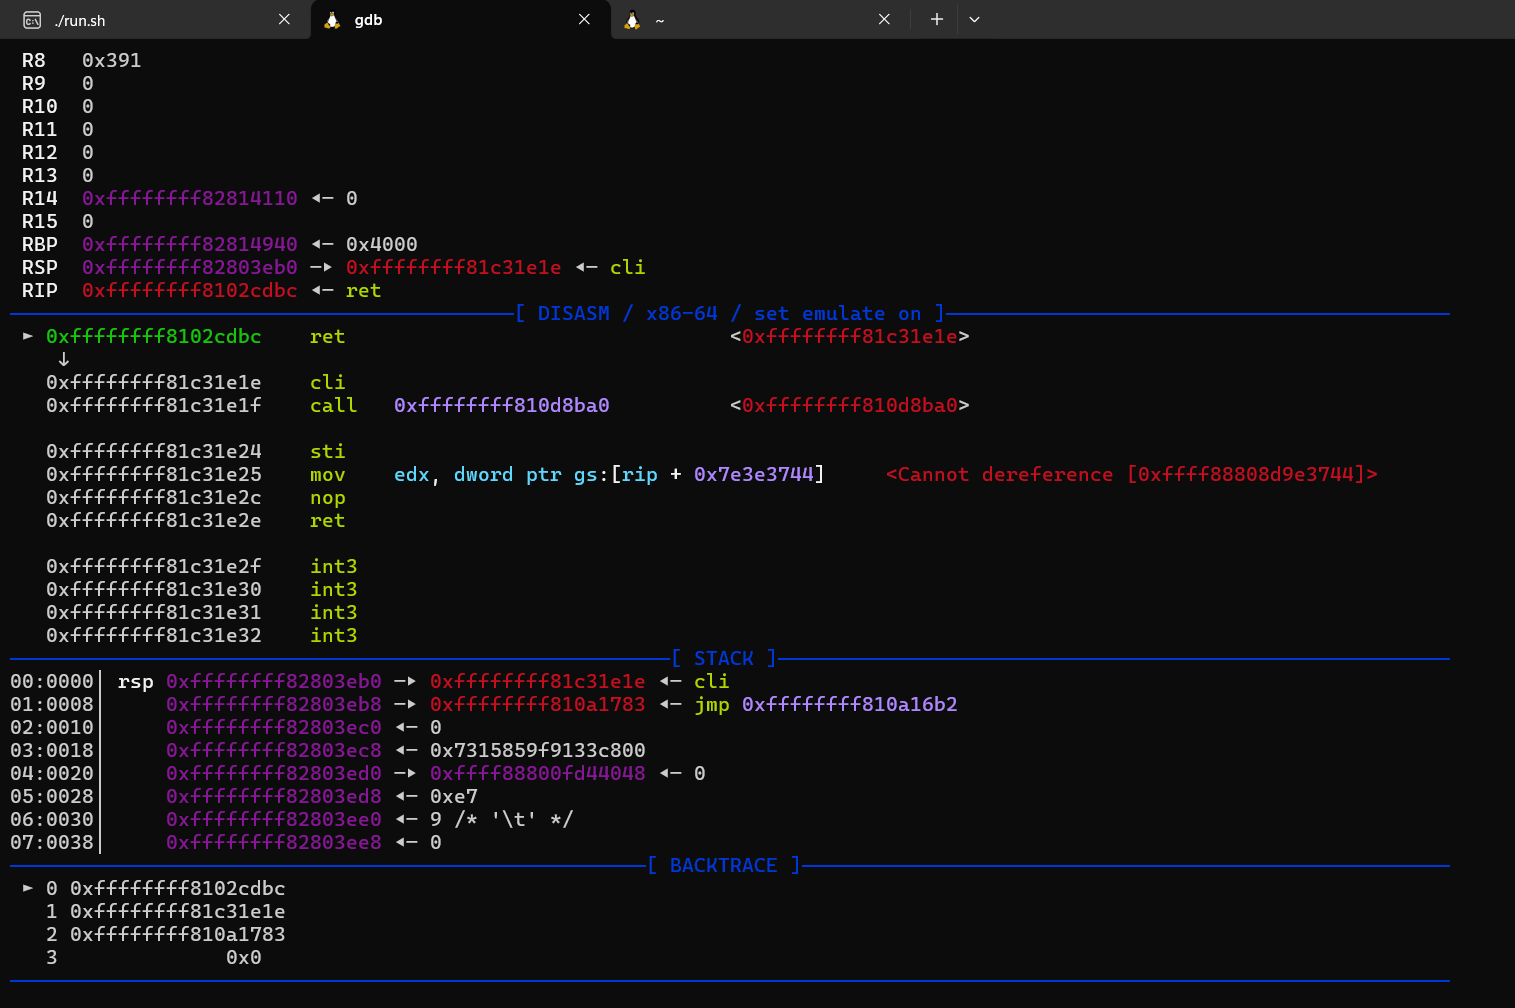 ./run.sh gdb ~
R8 0x391
R9 0
R10 0
R11 0
R12 0
R13 0
R14 0xffffffff82814110 ◂— 0
R15 0
RBP 0xffffffff82814940 ◂— 0x4000
RSP 0xffffffff82803eb0 —▸ 0xffffffff81c31e1e ◂— cli
RIP 0xffffffff8102cdbc ◂— ret
[ DISASM / x86-64 / set emulate on ]
► 0xffffffff8102cdbc ret <0xffffffff81c31e1e>
↓
0xffffffff81c31e1e cli
0xffffffff81c31e1f call 0xffffffff810d8ba0 <0xffffffff810d8ba0>
0xffffffff81c31e24 sti
0xffffffff81c31e25 mov edx, dword ptr gs:[rip + 0x7e3e3744] <Cannot dereference [0xffff88808d9e3744]>
0xffffffff81c31e2c nop
0xffffffff81c31e2e ret
0xffffffff81c31e2f int3
0xffffffff81c31e30 int3
0xffffffff81c31e31 int3
0xffffffff81c31e32 int3
[ STACK ]
00:0000│ rsp 0xffffffff82803eb0 —▸ 0xffffffff81c31e1e ◂— cli
01:0008│ 0xffffffff82803eb8 —▸ 0xffffffff810a1783 ◂— jmp 0xffffffff810a16b2
02:0010│ 0xffffffff82803ec0 ◂— 0
03:0018│ 0xffffffff82803ec8 ◂— 0x7315859f9133c800
04:0020│ 0xffffffff82803ed0 —▸ 0xffff88800fd44048 ◂— 0
05:0028│ 0xffffffff82803ed8 ◂— 0xe7
06:0030│ 0xffffffff82803ee0 ◂— 9 /* '\t' */
07:0038│ 0xffffffff82803ee8 ◂— 0
[ BACKTRACE ]
► 0 0xffffffff8102cdbc
1 0xffffffff81c31e1e
2 0xffffffff810a1783
3 0x0